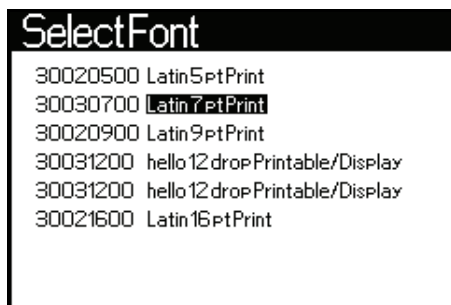 SelectFont
30020500 Latin5ptPrint
30030700 Latin7ptPrint
30020900 Latin9ptPrint
30031200 hello12dropPrintable/Display
30031200 hello12dropPrintable/Display
30021600 Latin16ptPrint